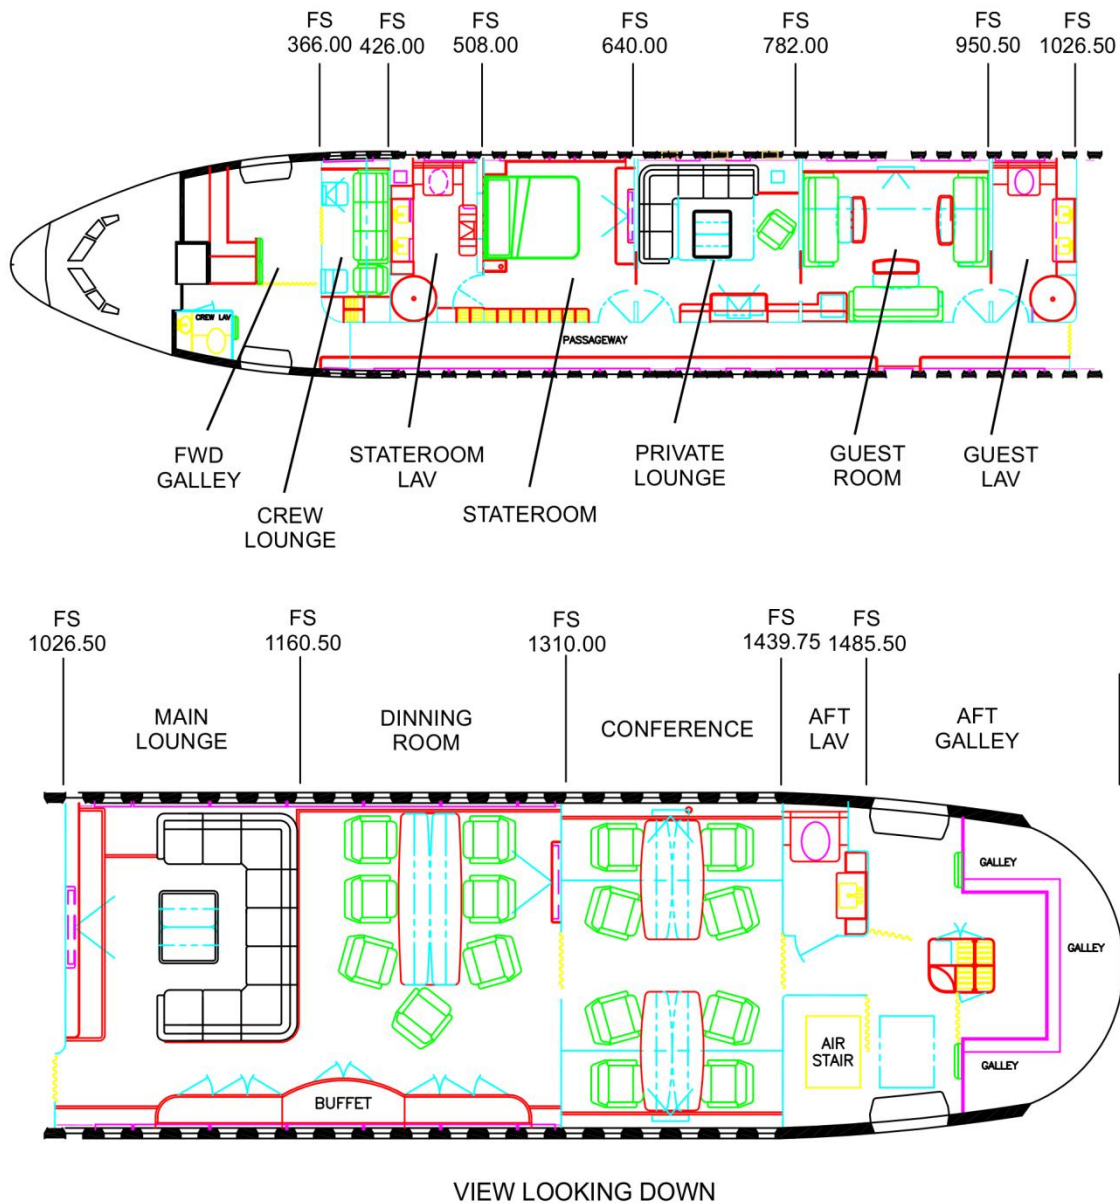 FS
366.00
FS
426.00
FS
508.00
FS
640.00
FS
782.00
FS
950.50
FS
1026.50
CREW LAV
PASSAGEWAY
FWD
GALLEY
CREW
LOUNGE
STATEROOM
LAV
STATEROOM
PRIVATE
LOUNGE
GUEST
ROOM
GUEST
LAV
FS
1026.50
FS
1160.50
FS
1310.00
FS
1439.75
FS
1485.50
MAIN
LOUNGE
DINNING
ROOM
CONFERENCE
AFT
LAV
AFT
GALLEY
GALLEY
GALLEY
AIR
STAIR
GALLEY
BUFFET
VIEW LOOKING DOWN